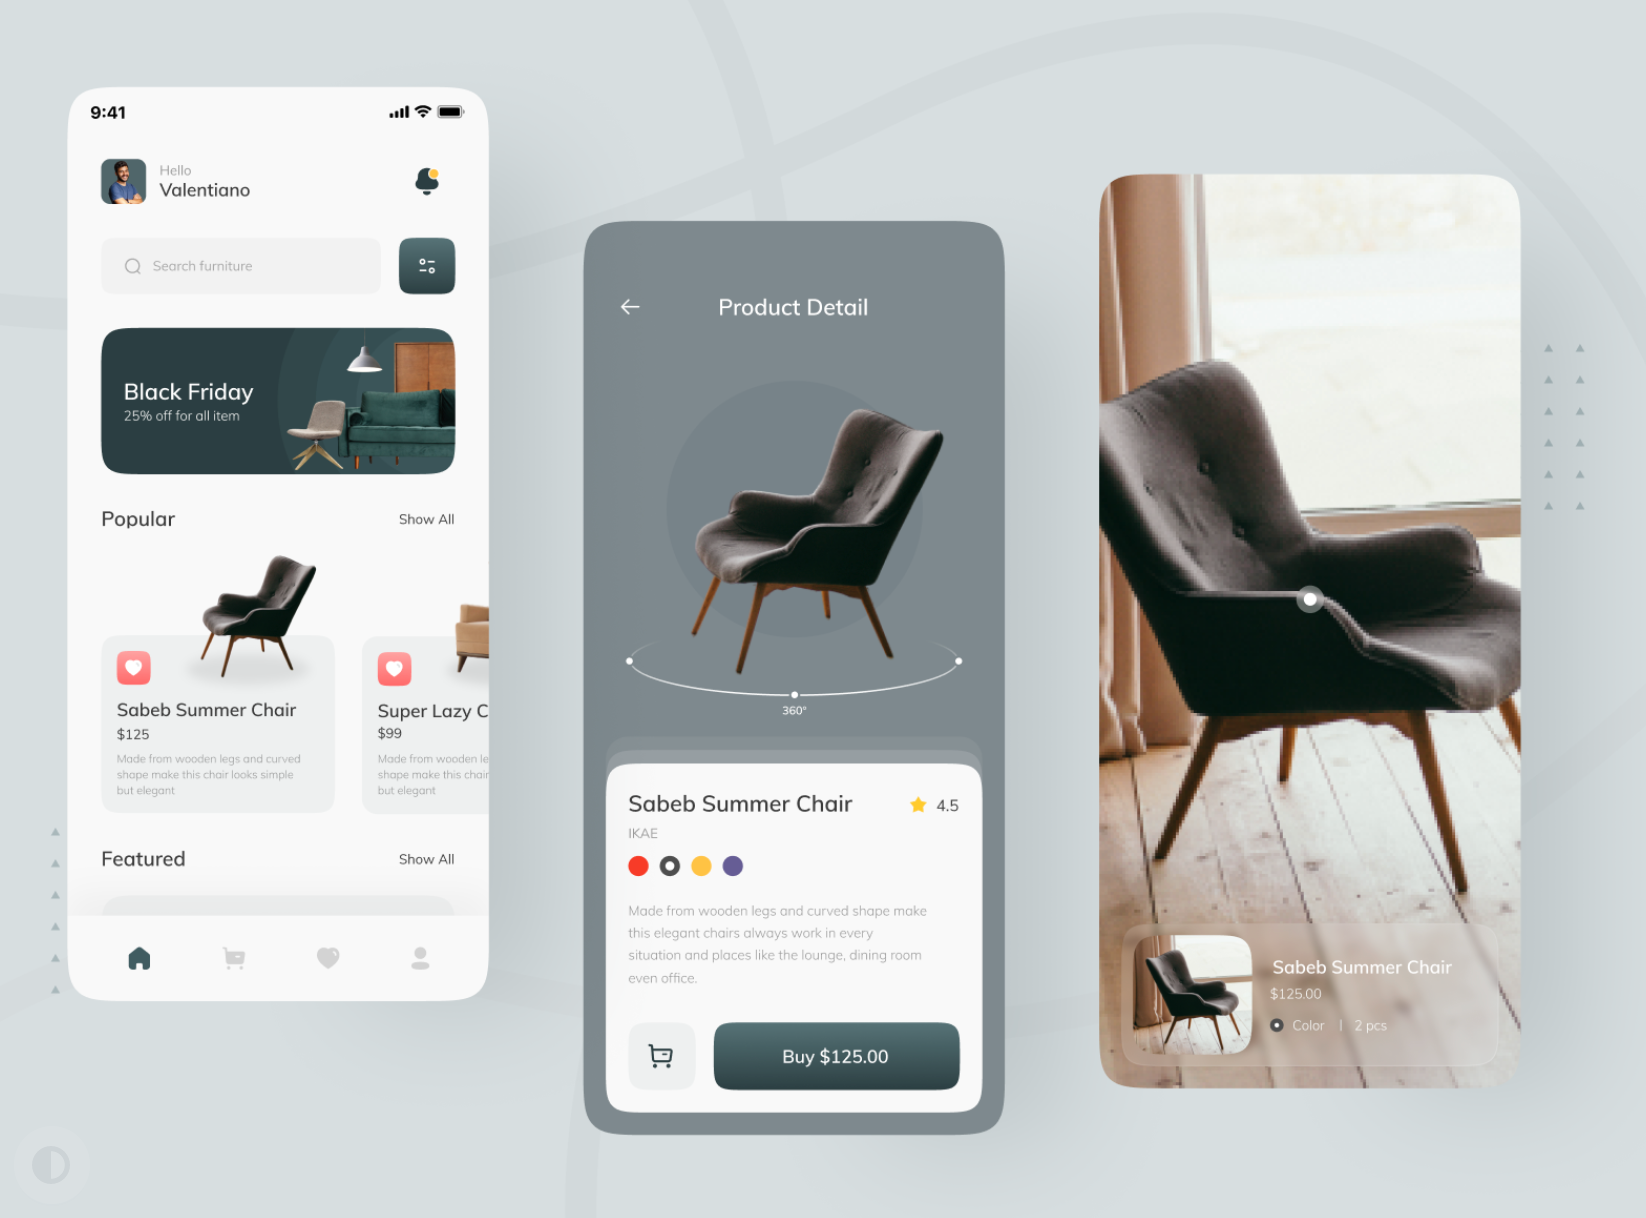 9:41
Hello
Valentiano
Search furniture
Black Friday
25% off for all item
Popular
Show All
Sabeb Summer Chair
$125
Made from wooden legs and curved
shape make this chair looks simple
but elegant
Super Lazy C
$99
Made from wooden le
shape make this chair
but elegant
Featured
Show All
Product Detail
360°
Sabeb Summer Chair
4.5
IKAE
Made from wooden legs and curved shape make
this elegant chairs always work in every
situation and places like the lounge, dining room
even office.
Buy $125.00
Sabeb Summer Chair
$125.00
Color | 2 pcs